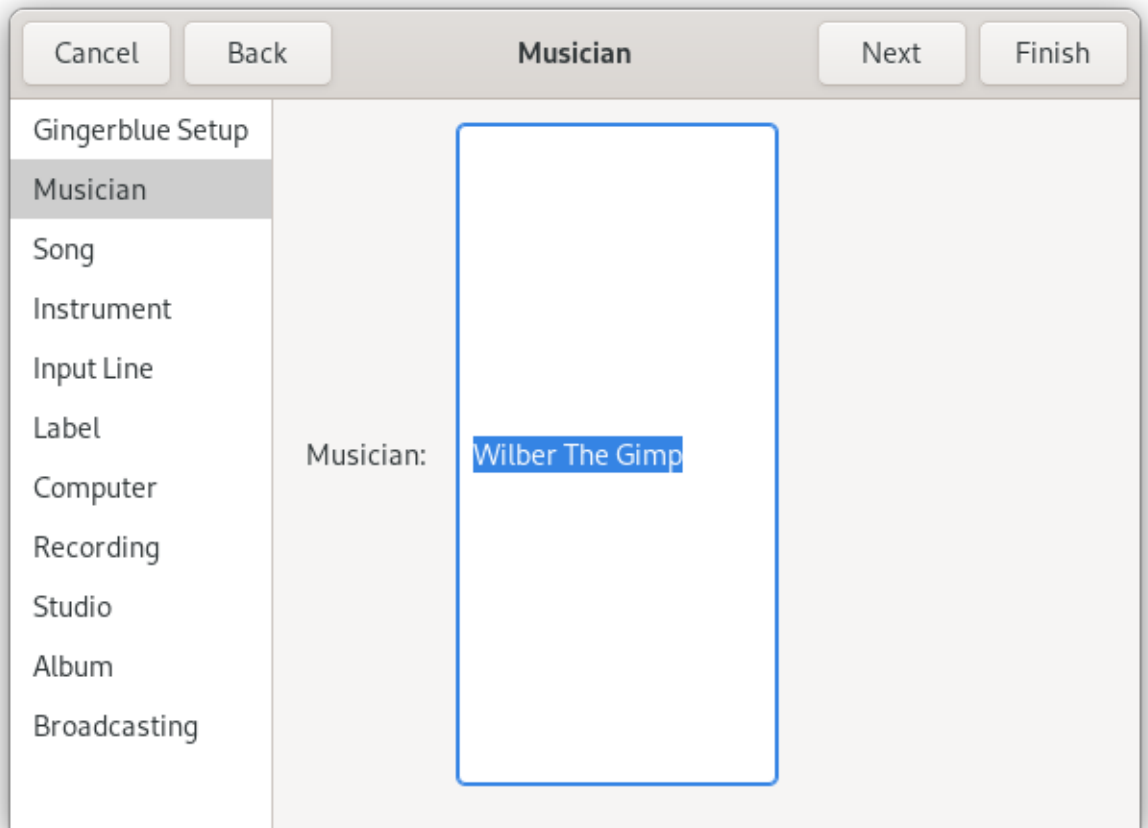 Cancel Back Musician Next Finish
Gingerblue Setup
Musician
Song
Instrument
Input Line
Label
Computer
Recording
Studio
Album
Broadcasting
Musician: Wilber The Gimp